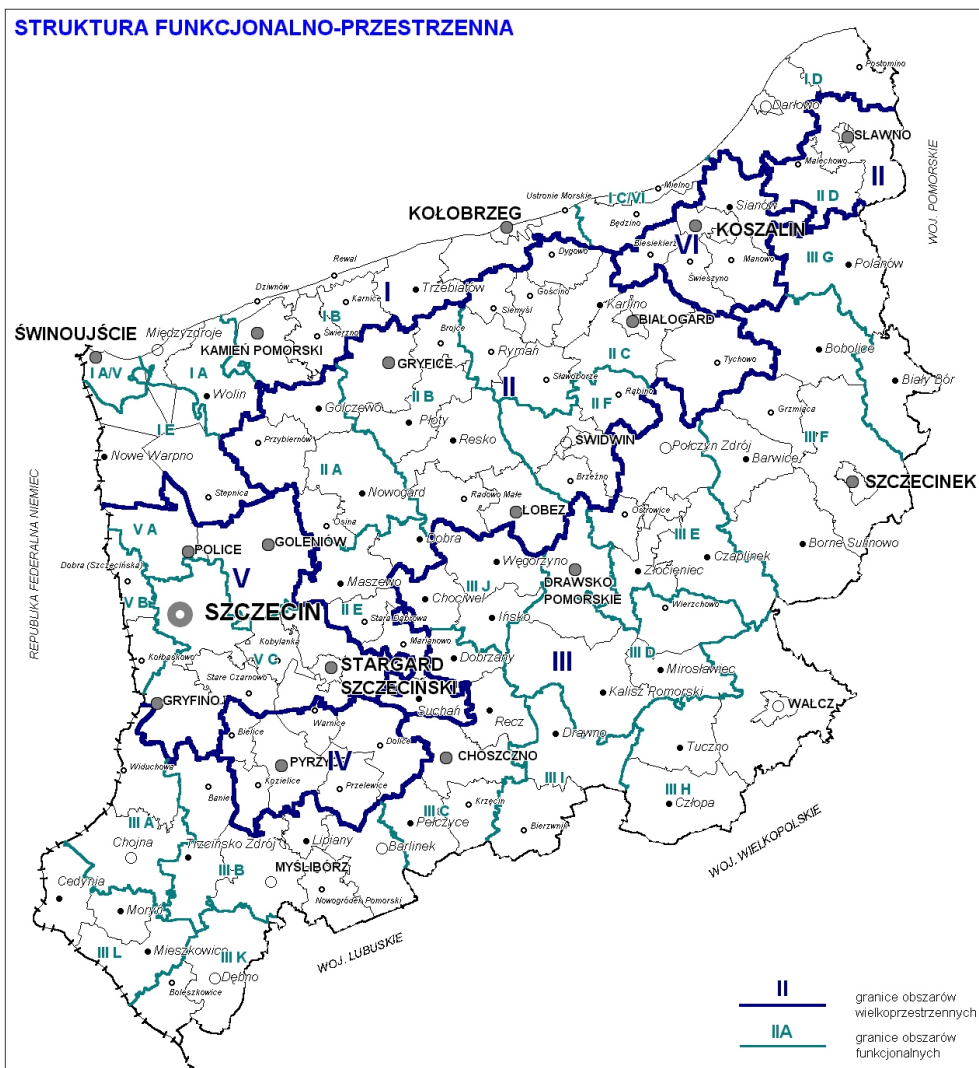 STRUKTURA FUNKCJONALNO-PRZESTRZENNA
Postomino
I D
Darłowo
SŁAWNO
Malechowo
II
II D
WOJ. POMORSKIE
Mielno
Ustronie Morskie
I C/VI
Będzino
Sianów
KOŁOBRZEG
KOSZALIN
VI
Biesiekierz
Świeszyno
Manowo
III G
Polanów
Dygowo
Rewal
Dziwnów
Karnice
I
Trzebiatów
Gościno
Siemyśl
Karlino
BIAŁOGARD
I B
Świerzno
ŚWINOUJŚCIE
Międzyzdroje
KAMIEŃ POMORSKI
Brojce
Rymań
Tychowo
Bobolice
GRYFICE
II C
I A/V
I A
Wolin
II B
II
Sławoborze
II F
Rąbino
Biały Bór
Golczewo
Płoty
Grzmiąca
I E
Przybiernów
Resko
ŚWIDWIN
Połczyn Zdrój
III F
Barwice
Nowe Warpno
II A
Brzeżno
SZCZECINEK
Stepnica
Nowogard
Radowo Małe
ŁOBEZ
Ostrowice
REPUBLIKA FEDERALNA NIEMIEC
V A
Osina
Dobra
III E
POLICE
GOLENIÓW
Węgorzyno
Czaplinek
Borne Sulinowo
Dobra (Szczecińska)
V
Maszewo
III J
DRAWSKO
POMORSKIE
Złocieniec
V B
SZCZECIN
II E
Chociwel
Wierzchowo
Stara Dąbrowa
Ińsko
Kobylanka
Marianowo
Kołbaskowo
V C
STARGARD
SZCZECIŃSKI
Dobrzany
III
III D
Mirosławiec
Stare Czarnowo
GRYFINO
Suchań
Kalisz Pomorski
WAŁCZ
Warnice
Recz
Bielice
Drawno
Dolice
Tuczno
IV
PYRZYCE
CHOSZCZNO
Widuchowa
Kozielice
Przelewice
III I
III H
Banie
Krzęcin
Człopa
III A
III C
Pełczyce
Bierzwnik
WOJ. WIELKOPOLSKIE
Chojna
Trzcińsko Zdrój
Lipiany
Barlinek
III B
MYŚLIBÓRZ
Cedynia
Nowogródek Pomorski
Moryń
III L
Mieszkowice
III K
WOJ. LUBUSKIE
Dębno
Boleszkowice
II
granice obszarów
wielkoprzestrzennych
IIA
granice obszarów
funkcjonalnych